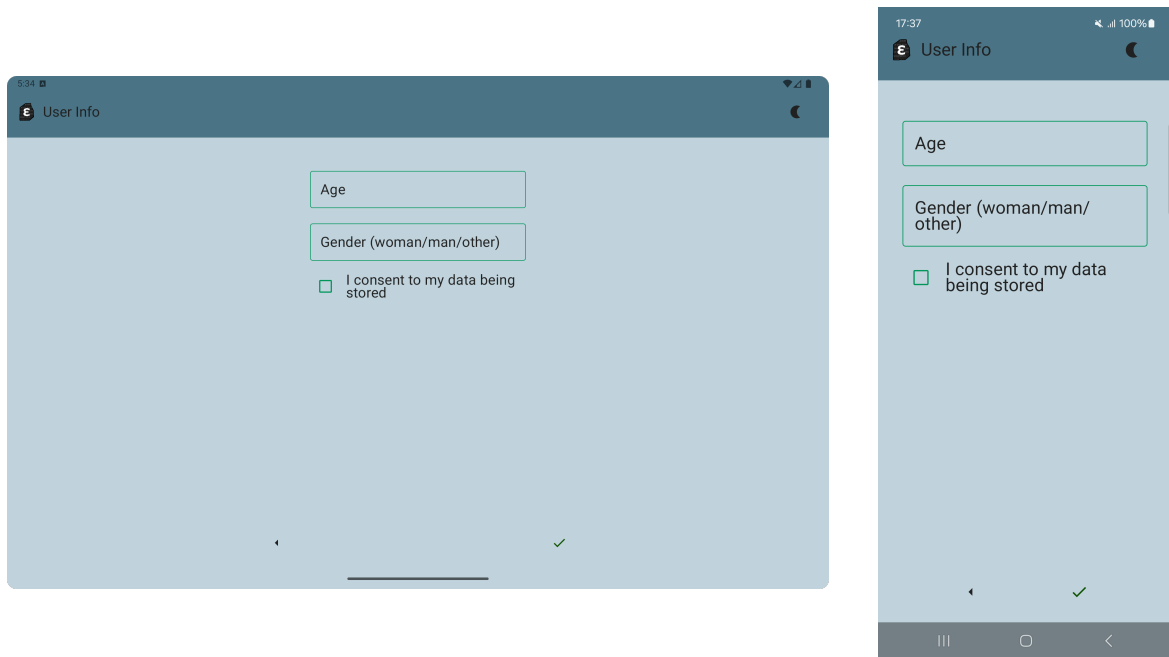 5:34
User Info
Age
Gender (woman/man/other)
I consent to my data being
stored
17:37
100%
ε User Info
Age
Gender (woman/man/
other)
I consent to my data
being stored